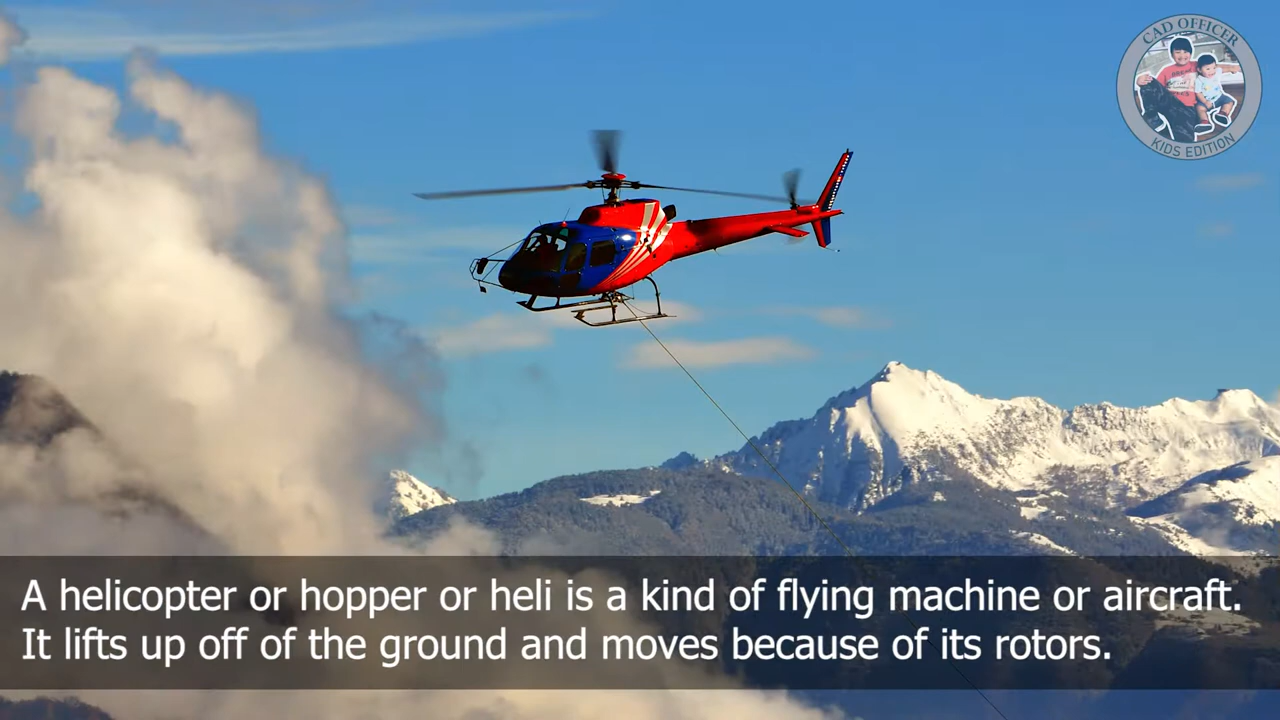 CAD OFFICER
KIDS EDITION
A helicopter or hopper or heli is a kind of flying machine or aircraft.
It lifts up off of the ground and moves because of its rotors.